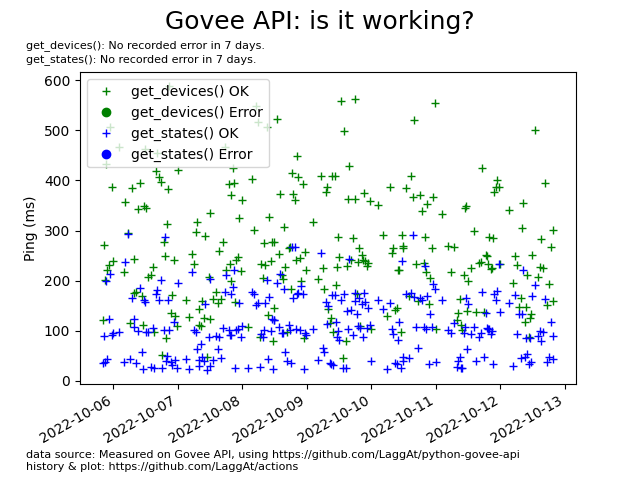 Govee API: is it working?
get_devices(): No recorded error in 7 days.
get_states(): No recorded error in 7 days.
get_devices() OK
get_devices() Error
get_states() OK
get_states() Error
Ping (ms)
600
500
400
300
200
100
0
2022-10-06
2022-10-07
2022-10-08
2022-10-09
2022-10-10
2022-10-11
2022-10-12
2022-10-13
data source: Measured on Govee API, using https://github.com/LaggAt/python-govee-api
history & plot: https://github.com/LaggAt/actions